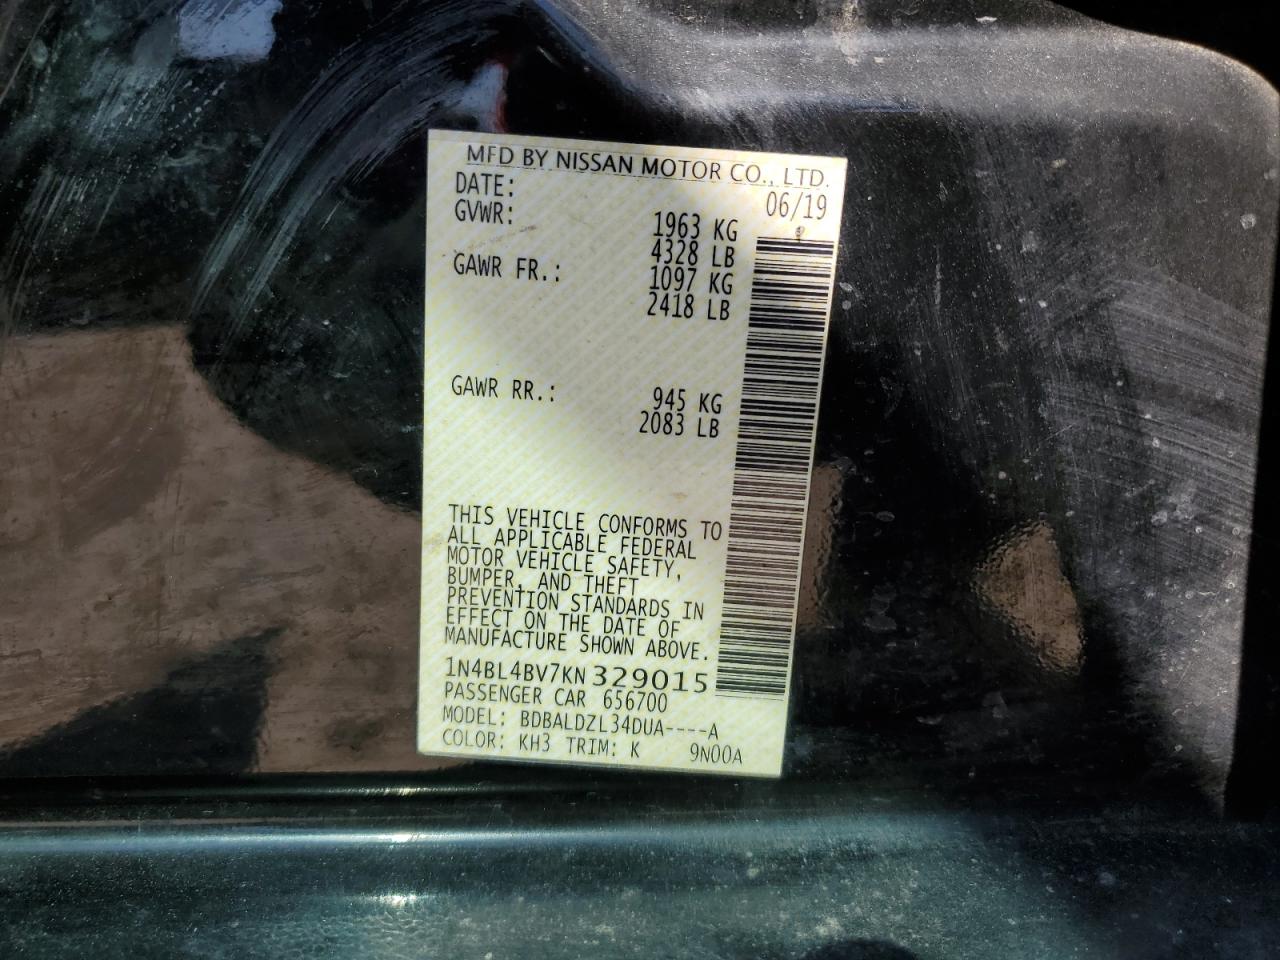 MFD BY NISSAN MOTOR CO., LTD.
DATE: 06/19
GVWR: 1963 KG
4328 LB
GAWR FR.: 1097 KG
2418 LB
GAWR RR.: 945 KG
2083 LB
THIS VEHICLE CONFORMS TO
ALL APPLICABLE FEDERAL
MOTOR VEHICLE SAFETY,
BUMPER, AND THEFT
PREVENTION STANDARDS IN
EFFECT ON THE DATE OF
MANUFACTURE SHOWN ABOVE.
1N4BL4BV7KN329015
PASSENGER CAR 656700
MODEL: BDBALDZL34DUA----A
COLOR: KH3 TRIM: K 9N00A